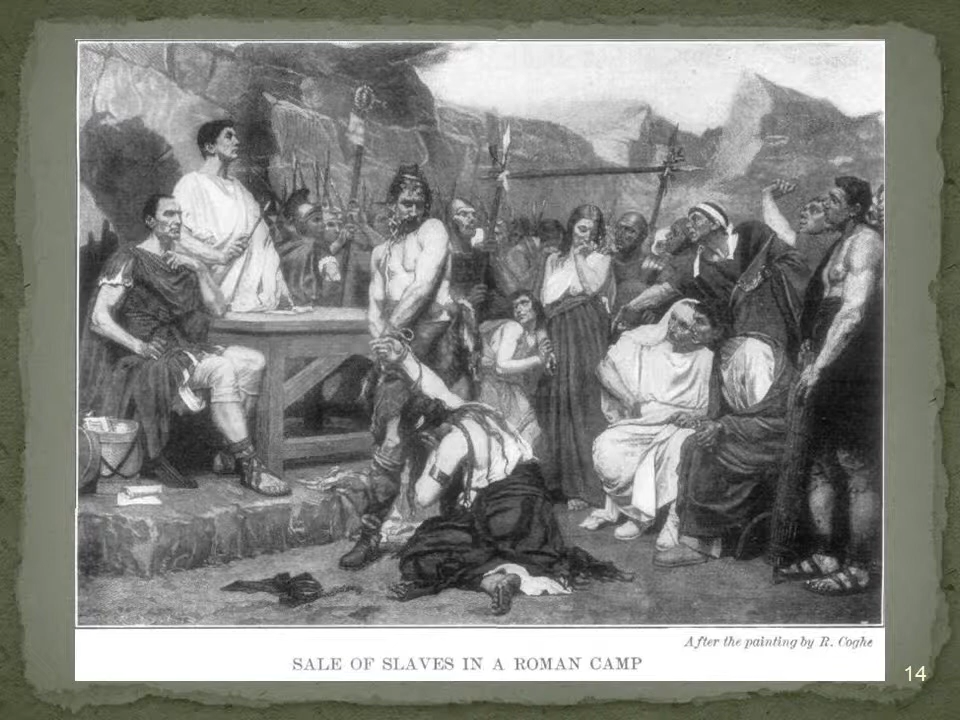 After the painting by R. Coghe
SALE OF SLAVES IN A ROMAN CAMP
14